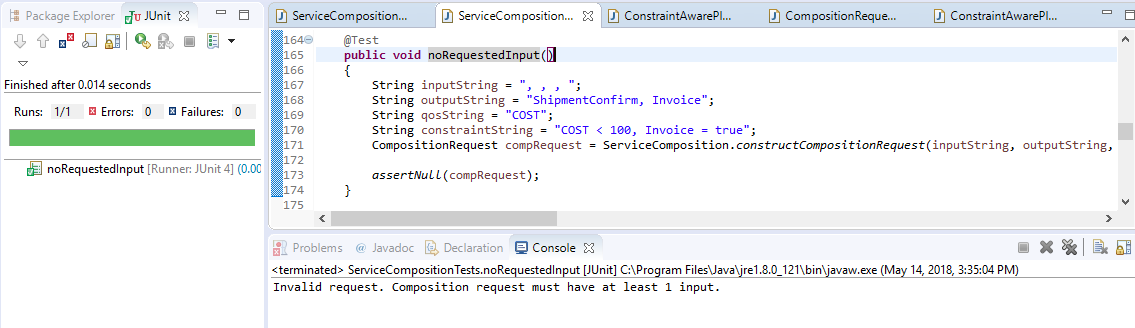 Package Explorer JUnit
Finished after 0.014 seconds
Runs: 1/1 Errors: 0 Failures: 0
noRequestedInput [Runner: JUnit 4] (0.00
ServiceComposition... ServiceComposition... ConstraintAwarePl... CompositionReque... ConstraintAwarePl...
164 @Test
165 public void noRequestedInput()
166 {
167 String inputString = ", , , ";
168 String outputString = "ShipmentConfirm, Invoice";
169 String qosString = "COST";
170 String constraintString = "COST < 100, Invoice = true";
171 CompositionRequest compRequest = ServiceComposition.constructCompositionRequest(inputString, outputString,
173 assertNull(compRequest);
174 }
175
Problems @ Javadoc Declaration Console
<terminated> ServiceCompositionTests.noRequestedInput [JUnit] C:\Program Files\Java\jre1.8.0_121\bin\javaw.exe (May 14, 2018, 3:35:04 PM)
Invalid request. Composition request must have at least 1 input.